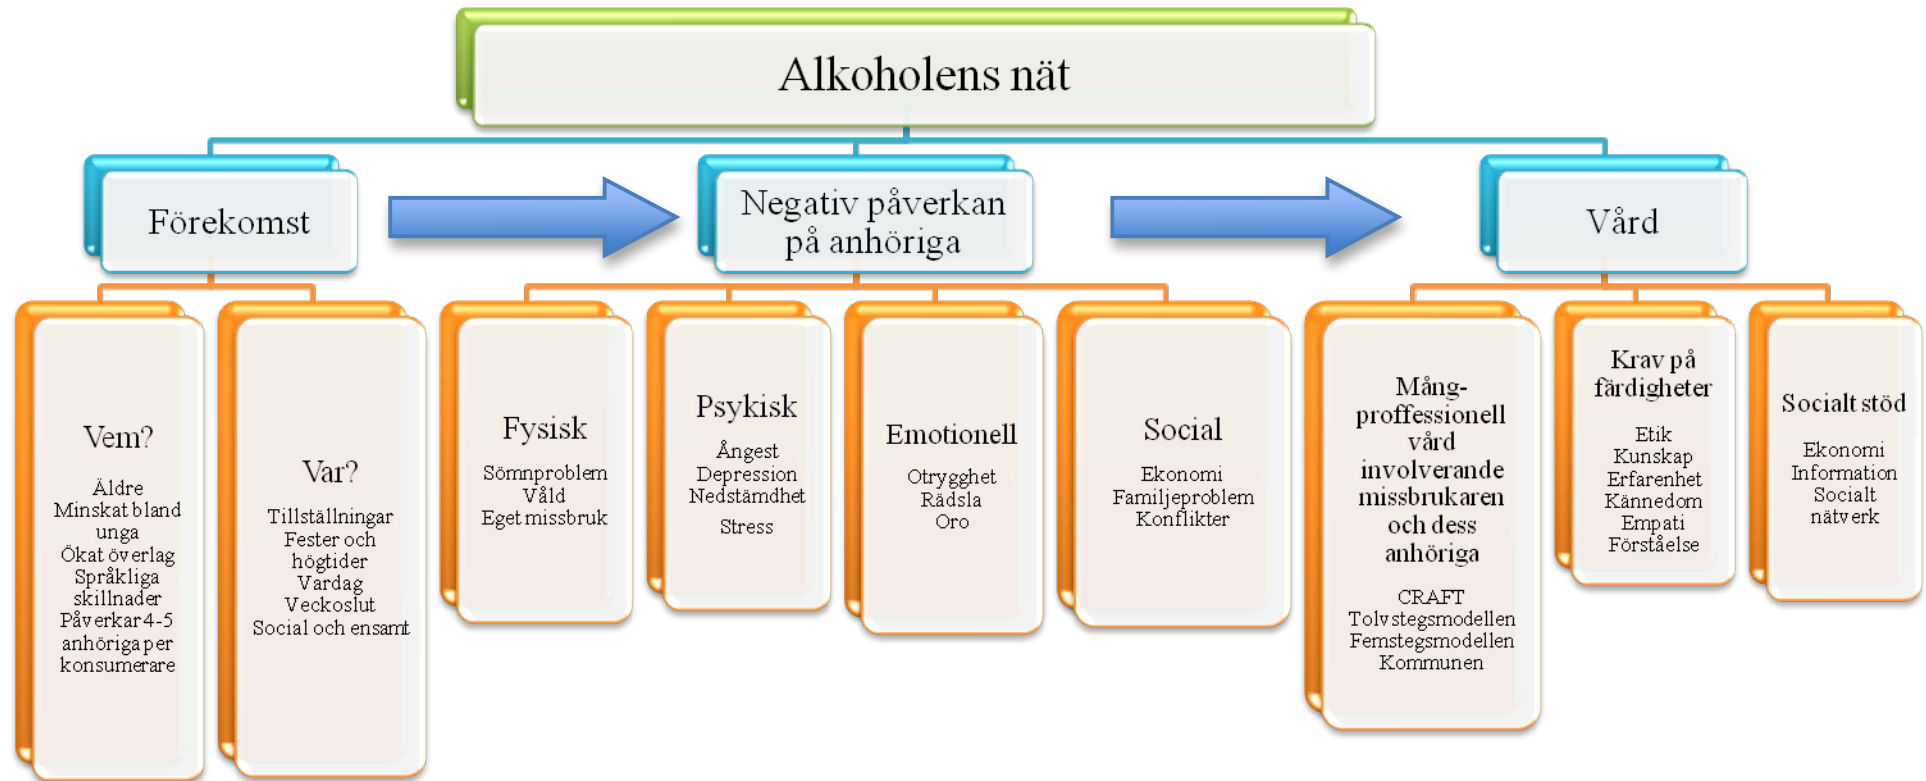 Alkoholens nät
Förekomst
Negativ påverkan
på anhöriga
Vård
Vem?
Äldre
Minskat bland
unga
Ökat överlag
Språkliga
skillnader
Påverkar 4-5
anhöriga per
konsumerare
Var?
Tillställningar
Fester och
högtider
Vardag
Veckoslut
Social och ensamt
Fysisk
Sömnproblem
Våld
Eget missbruk
Psykisk
Ångest
Depression
Nedstämdhet
Stress
Emotionell
Otrygghet
Rädsla
Oro
Social
Ekonomi
Familjeproblem
Konflikter
Mång-
proffessionell
vård
involverande
missbrukaren
och dess
anhöriga
CRAFT
Tolvstegsmodellen
Femstegsmodellen
Kommunen
Krav på
färdigheter
Etik
Kunskap
Erfarenhet
Kännedom
Empati
Förståelse
Socialt stöd
Ekonomi
Information
Socialt
nätverk